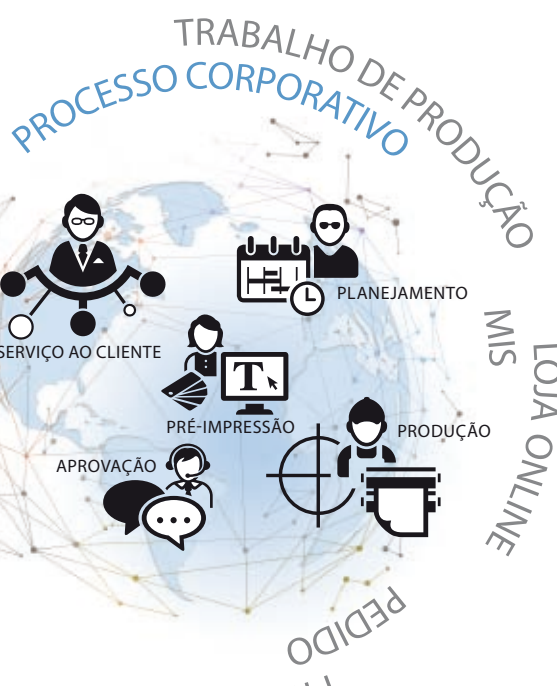 TRABALHO DE PRODUÇÃO
PROCESSO CORPORATIVO
PLANEJAMENTO
MIS
LOJA ONLINE
SERVIÇO AO CLIENTE
T
PRÉ-IMPRESSÃO
PRODUÇÃO
APROVAÇÃO
PEDIDO